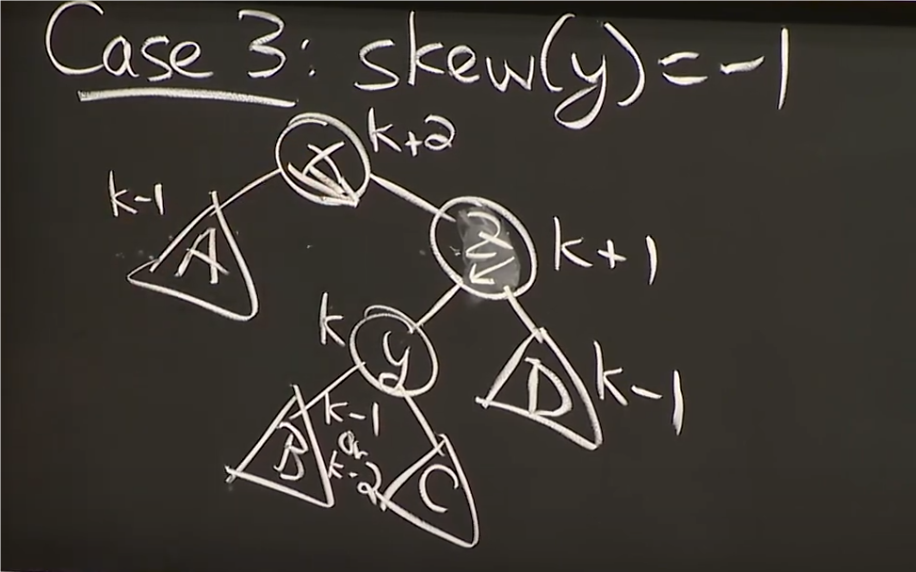 Case 3: skew(y)=-1
x k+2
k-1
A
z k+1
k
y
D k-1
B k-1
or
k-2
C